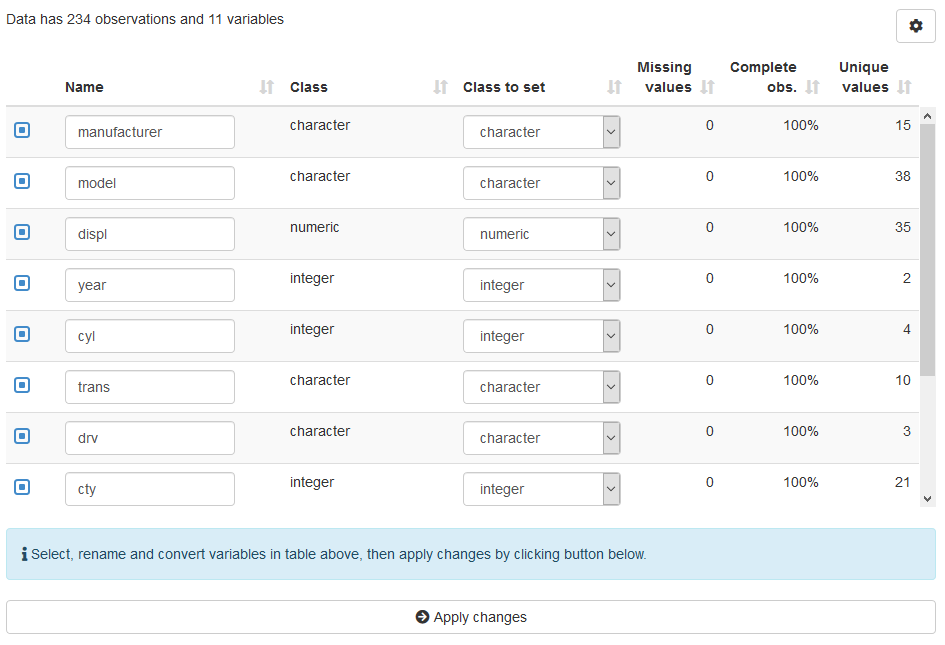 Data has 234 observations and 11 variables
Name Class Class to set Missing values Complete obs. Unique values
manufacturer character character 0 100% 15
model character character 0 100% 38
displ numeric numeric 0 100% 35
year integer integer 0 100% 2
cyl integer integer 0 100% 4
trans character character 0 100% 10
drv character character 0 100% 3
cty integer integer 0 100% 21
Select, rename and convert variables in table above, then apply changes by clicking button below.
Apply changes